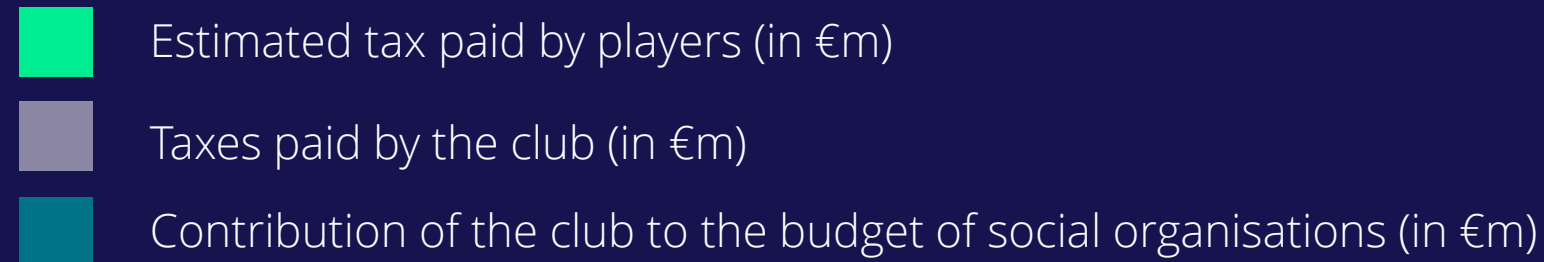 Estimated tax paid by players (in €m)
Taxes paid by the club (in €m)
Contribution of the club to the budget of social organisations (in €m)